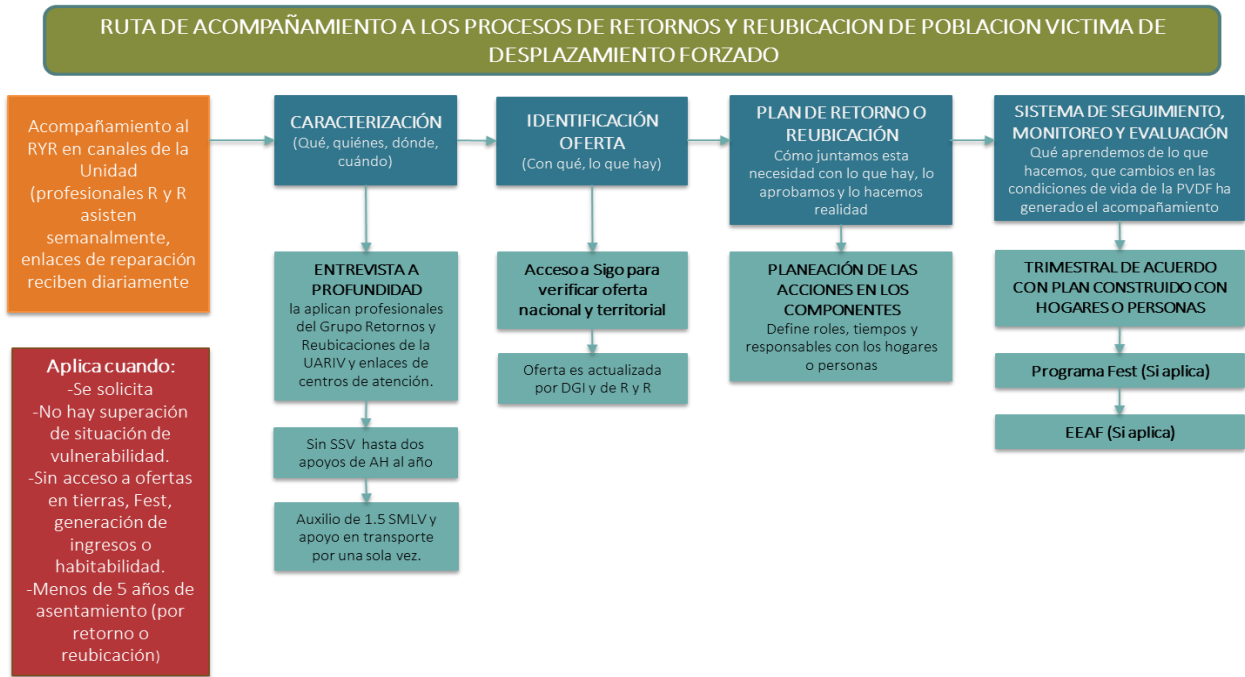 RUTA DE ACOMPAÑAMIENTO A LOS PROCESOS DE RETORNOS Y REUBICACION DE POBLACION VICTIMA DE
DESPLAZAMIENTO FORZADO
Acompañamiento al
RYR en canales de la
Unidad
(profesionales R y R
asisten
semanalmente,
enlaces de reparación
reciben diariamente
Aplica cuando:
-Se solicita
-No hay superación
de situación de
vulnerabilidad.
-Sin acceso a ofertas
en tierras, Fest,
generación de
ingresos o
habitabilidad.
-Menos de 5 años de
asentamiento (por
retorno o
reubicación)
CARACTERIZACIÓN
(Qué, quiénes, dónde,
cuándo)
ENTREVISTA A
PROFUNDIDAD
la aplican profesionales
del Grupo Retornos y
Reubicaciones de la
UARIV y enlaces de
centros de atención.
Sin SSV hasta dos
apoyos de AH al año
Auxilio de 1.5 SMLV y
apoyo en transporte
por una sola vez.
IDENTIFICACIÓN
OFERTA
(Con qué, lo que hay)
Acceso a Sigo para
verificar oferta
nacional y territorial
Oferta es actualizada
por DGI y de R y R
PLAN DE RETORNO O
REUBICACIÓN
Cómo juntamos esta
necesidad con lo que hay, lo
aprobamos y lo hacemos
realidad
PLANEACIÓN DE LAS
ACCIONES EN LOS
COMPONENTES
Define roles, tiempos y
responsables con los hogares
o personas
SISTEMA DE SEGUIMIENTO,
MONITOREO Y EVALUACIÓN
Qué aprendemos de lo que
hacemos, que cambios en las
condiciones de vida de la PVDF ha
generado el acompañamiento
TRIMESTRAL DE ACUERDO
CON PLAN CONSTRUIDO CON
HOGARES O PERSONAS
Programa Fest (Si aplica)
EEAF (Si aplica)